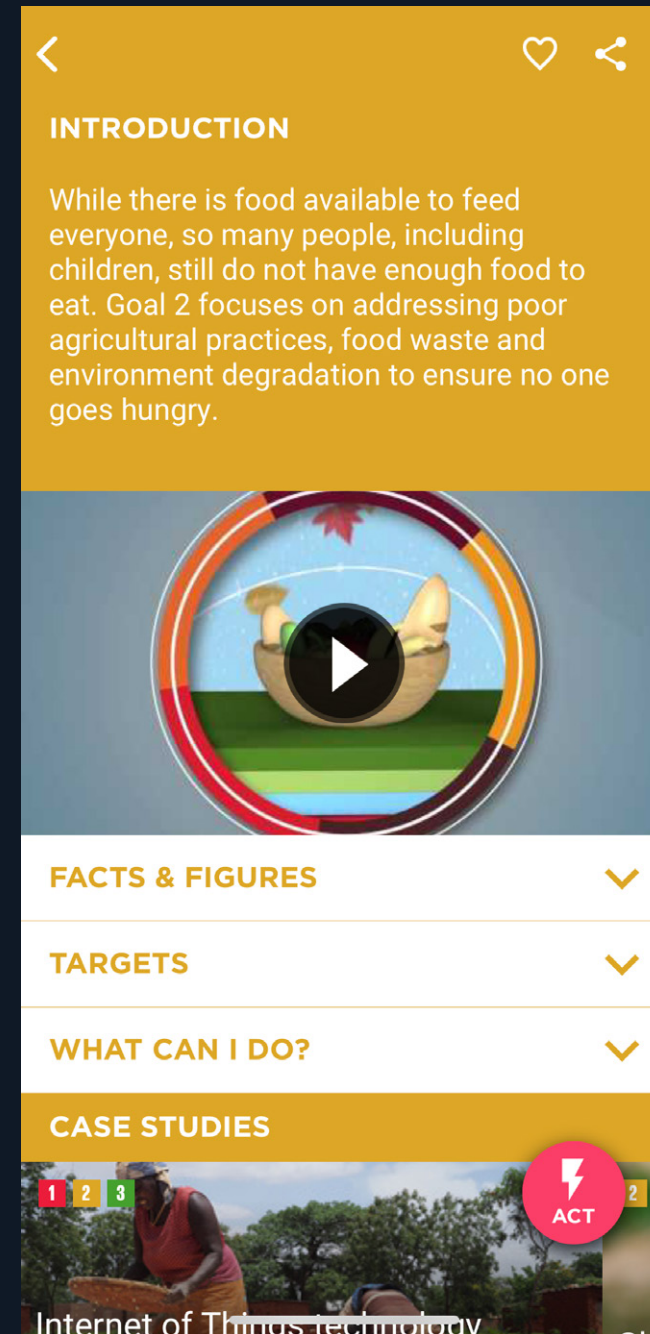 INTRODUCTION
While there is food available to feed
everyone, so many people, including
children, still do not have enough food to
eat. Goal 2 focuses on addressing poor
agricultural practices, food waste and
environment degradation to ensure no one
goes hungry.
FACTS & FIGURES
TARGETS
WHAT CAN I DO?
CASE STUDIES
1 2 3
2
ACT
Internet of Things technology